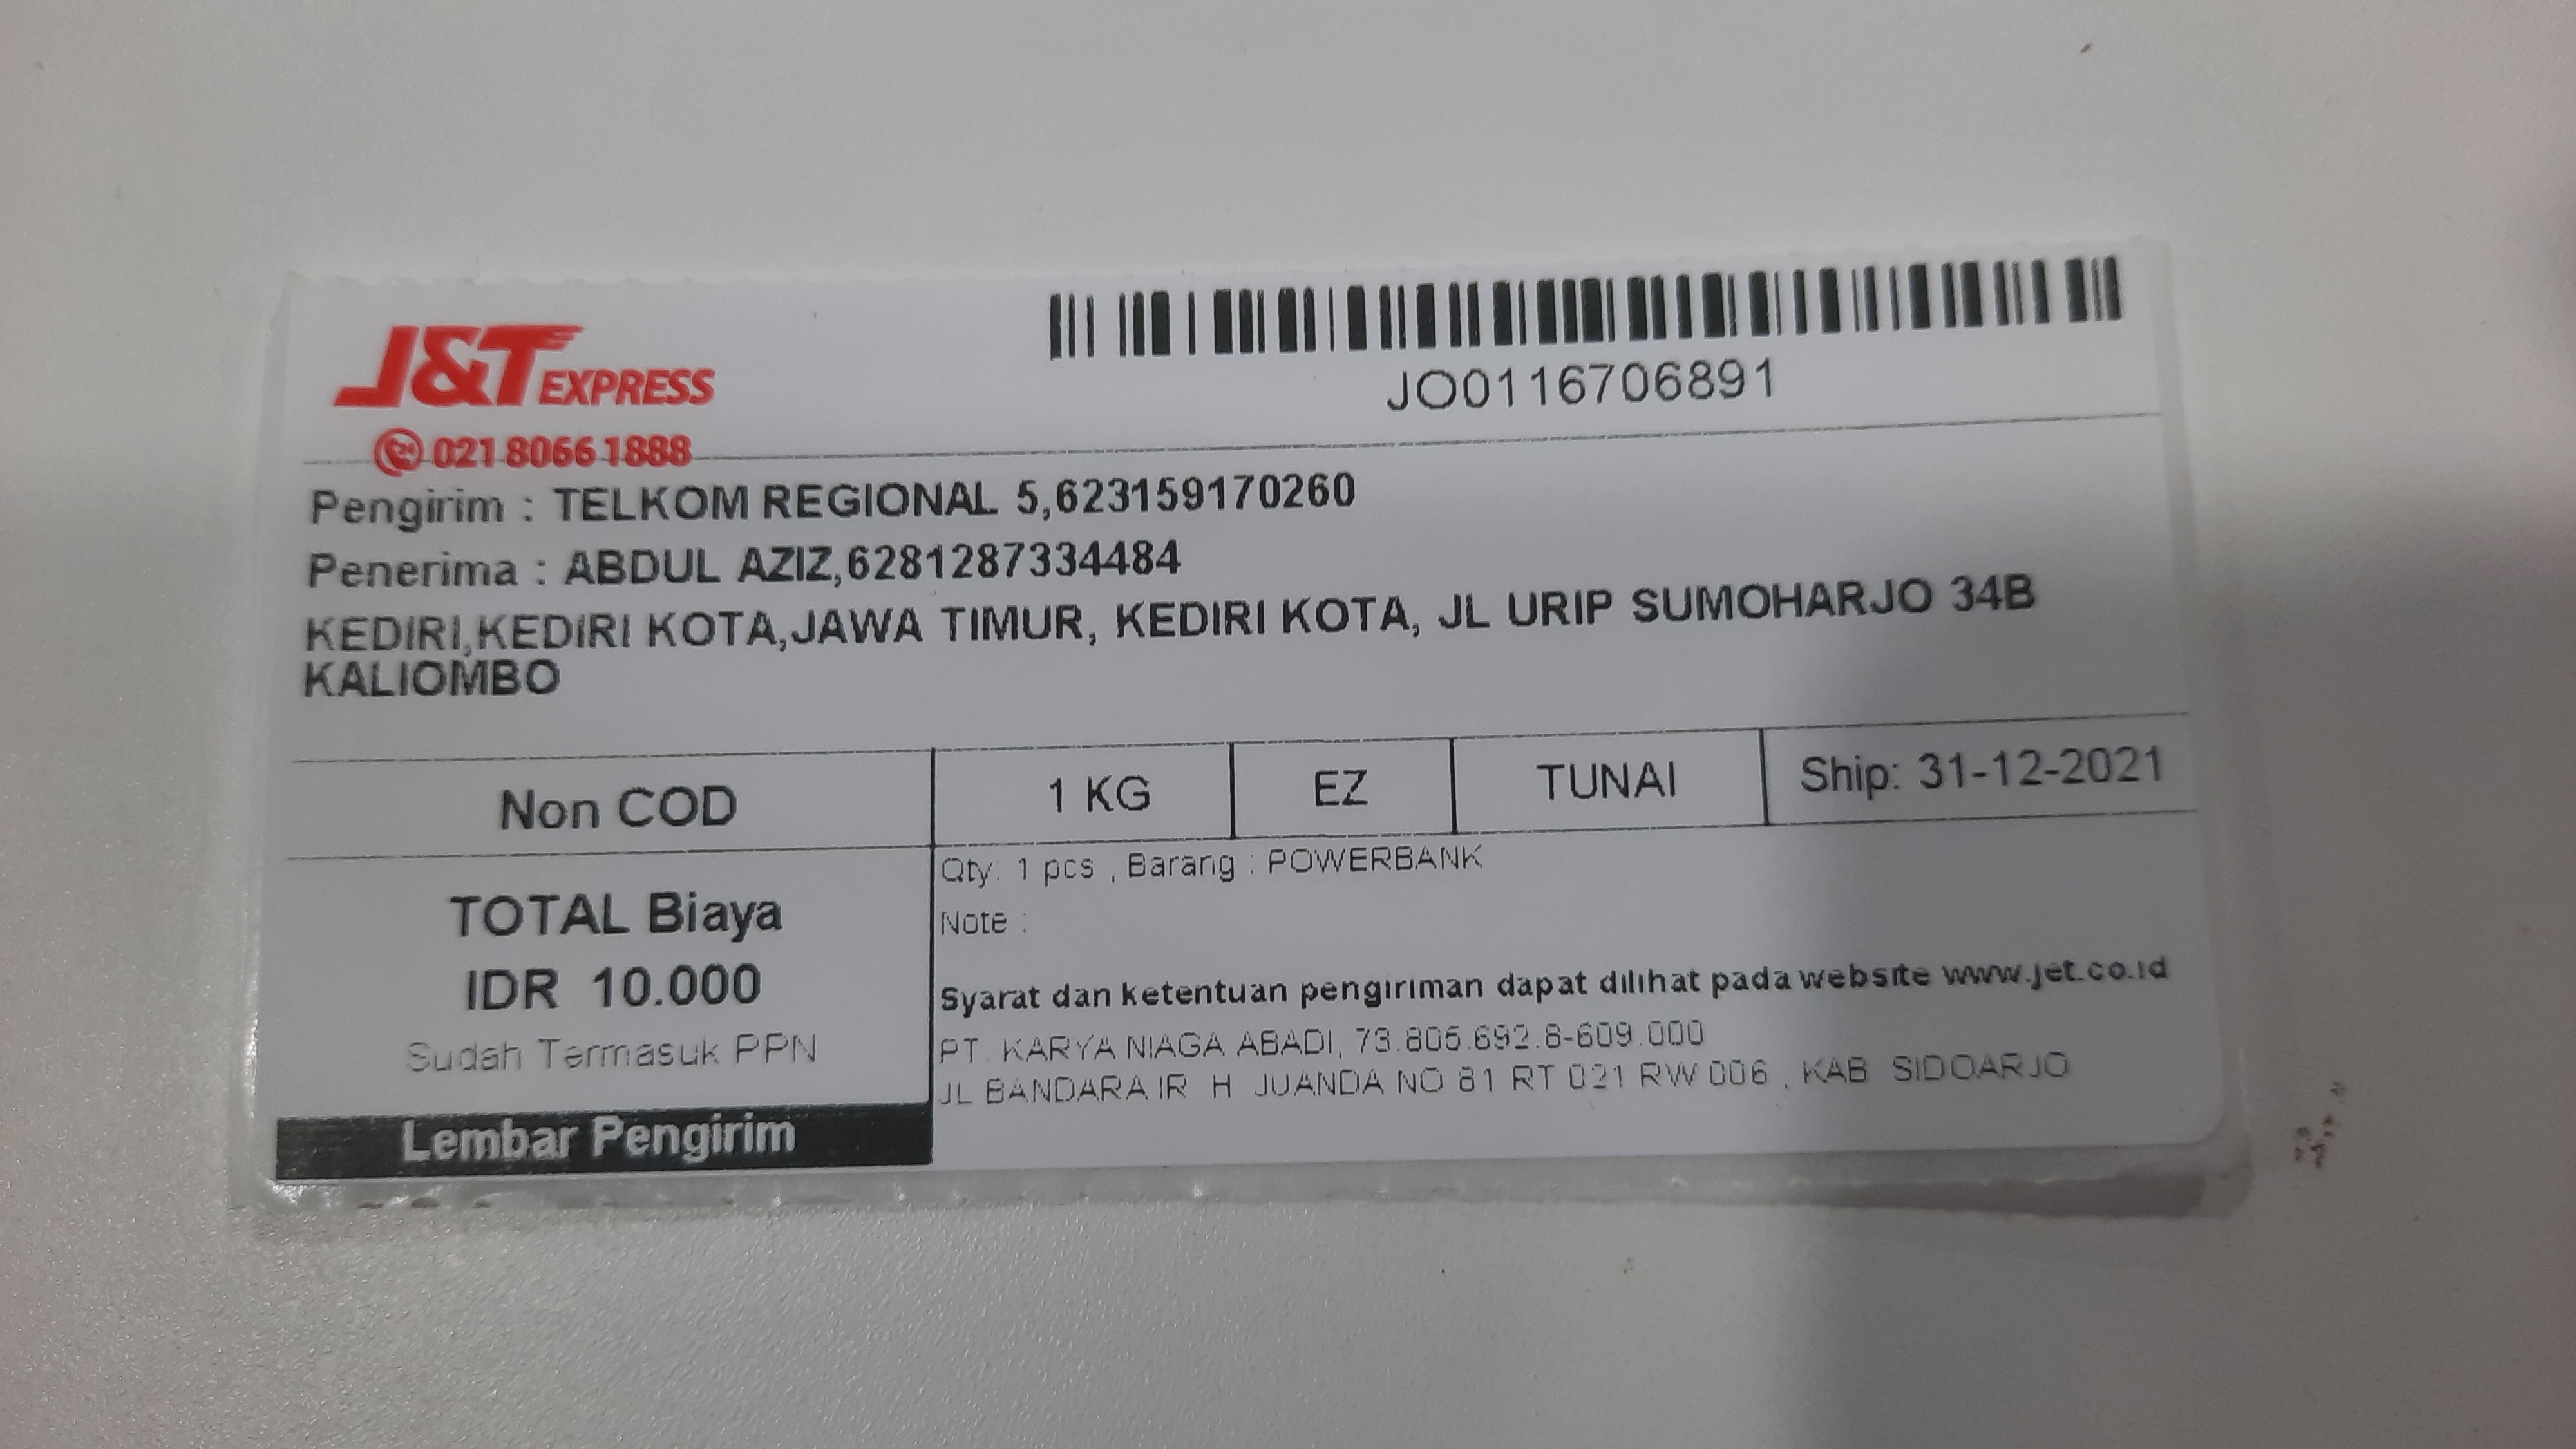 J&T EXPRESS
021-8066-1888
JO0116706891
Pengirim : TELKOM REGIONAL 5,623159170260
Penerima : ABDUL AZIZ,6281287334484
KEDIRI,KEDIRI KOTA,JAWA TIMUR, KEDIRI KOTA, JL URIP SUMOHARJO 34B
KALIOMBO
Non COD 1 KG EZ TUNAI Ship: 31-12-2021
TOTAL Biaya
IDR 10.000
Sudah Termasuk PPN
Lembar Pengirim
Qty: 1 pcs , Barang : POWERBANK
Note :
Syarat dan ketentuan pengiriman dapat dilihat pada website www.jet.co.id
PT. KARYA NIAGA ABADI, 73.805.692.8-609.000
JL BANDARA IR H JUANDA NO 81 RT 021 RW 006 , KAB SIDOARJO